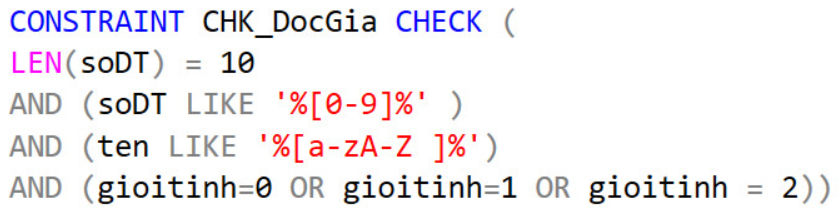 CONSTRAINT CHK_DocGia CHECK (
LEN(soDT) = 10
AND (soDT LIKE '%[0-9]%' )
AND (ten LIKE '%[a-zA-Z ]%')
AND (gioitinh=0 OR gioitinh=1 OR gioitinh = 2))